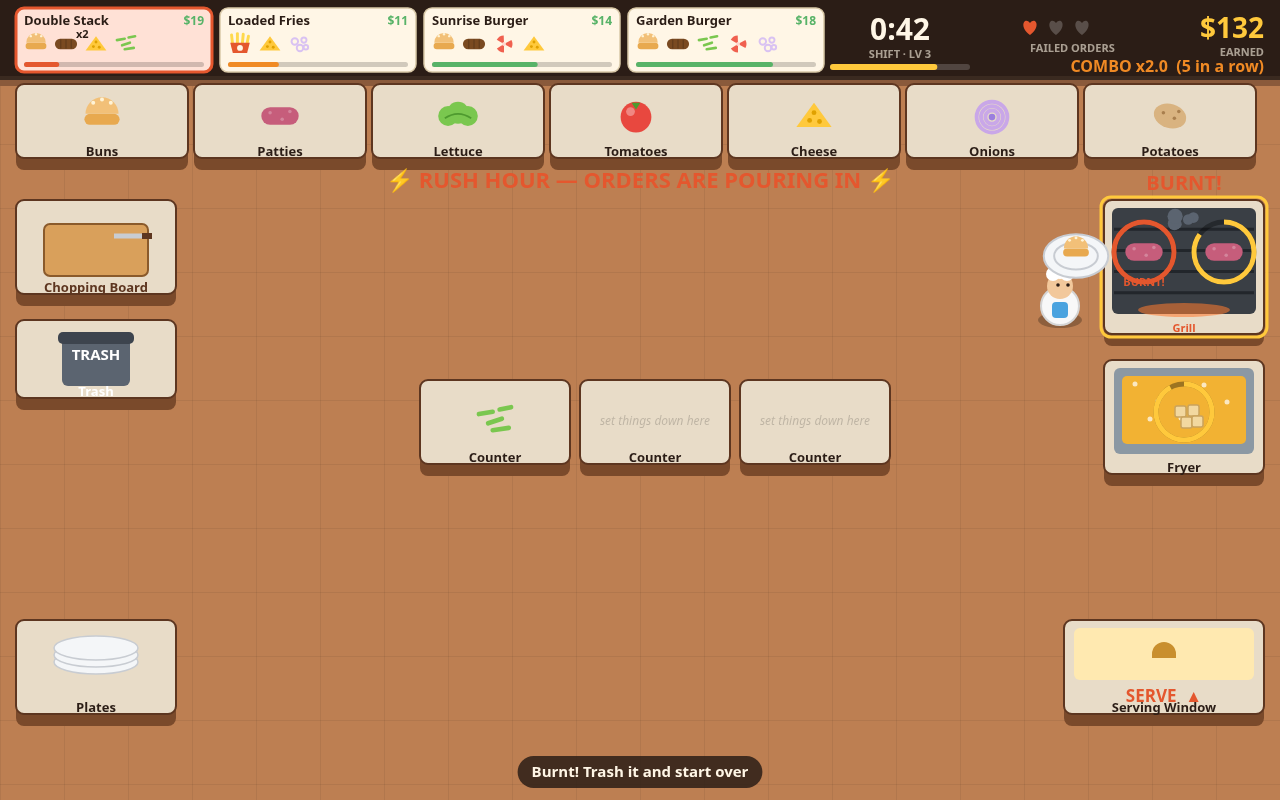 Double Stack $19
x2
Loaded Fries $11
Sunrise Burger $14
Garden Burger $18
0:42
SHIFT · LV 3
FAILED ORDERS
$132
EARNED
COMBO x2.0 (5 in a row)
Buns
Patties
Lettuce
Tomatoes
Cheese
Onions
Potatoes
⚡ RUSH HOUR — ORDERS ARE POURING IN ⚡
BURNT!
Chopping Board
BURNT!
Grill
TRASH
Trash
Counter
set things down here
Counter
set things down here
Counter
Fryer
Plates
SERVE ▲
Serving Window
Burnt! Trash it and start over